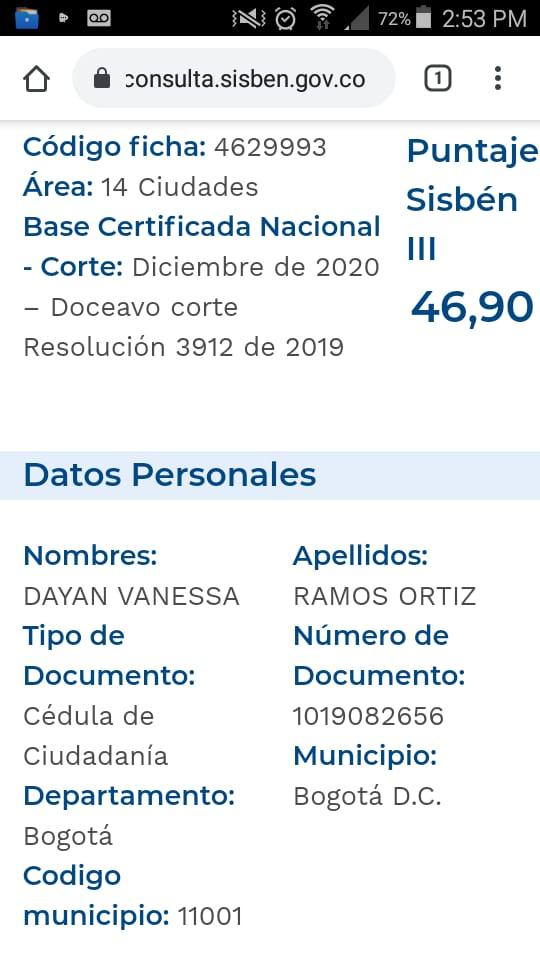 72% 2:53 PM
consulta.sisben.gov.co
1
Código ficha: 4629993
Área: 14 Ciudades
Base Certificada Nacional
- Corte: Diciembre de 2020
– Doceavo corte
Resolución 3912 de 2019
Puntaje
Sisbén
III
46,90
Datos Personales
Nombres:
DAYAN VANESSA
Tipo de
Documento:
Cédula de
Ciudadanía
Departamento:
Bogotá
Codigo
municipio: 11001
Apellidos:
RAMOS ORTIZ
Número de
Documento:
1019082656
Municipio:
Bogotá D.C.